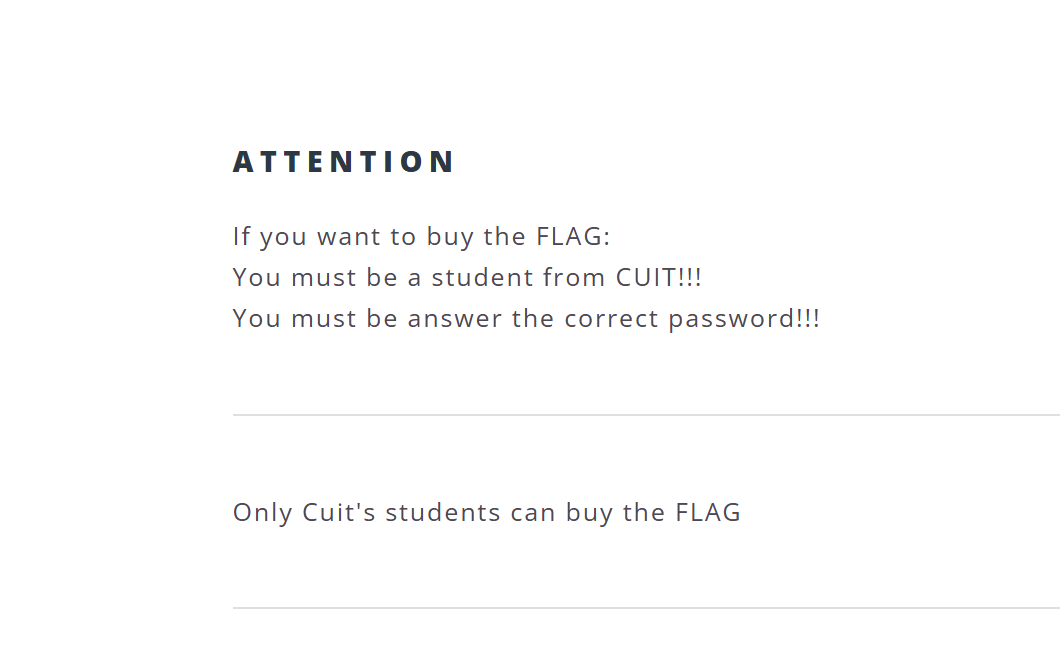 ATTENTION
If you want to buy the FLAG:
You must be a student from CUIT!!!
You must be answer the correct password!!!
Only Cuit's students can buy the FLAG